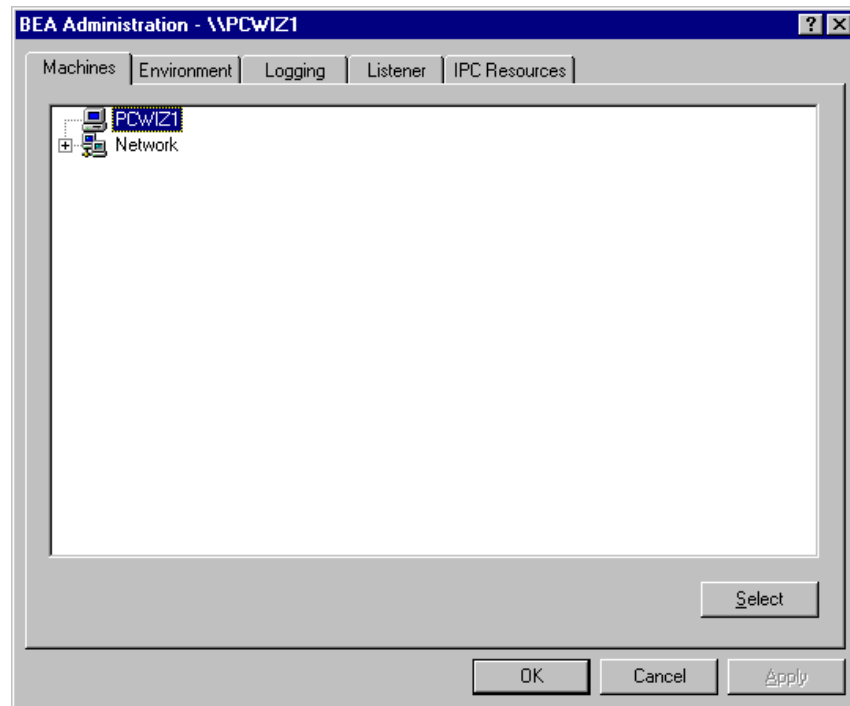 BEA Administration - \\PCWIZ1
Machines Environment Logging Listener IPC Resources
PCWIZ1
Network
Select
OK Cancel Apply